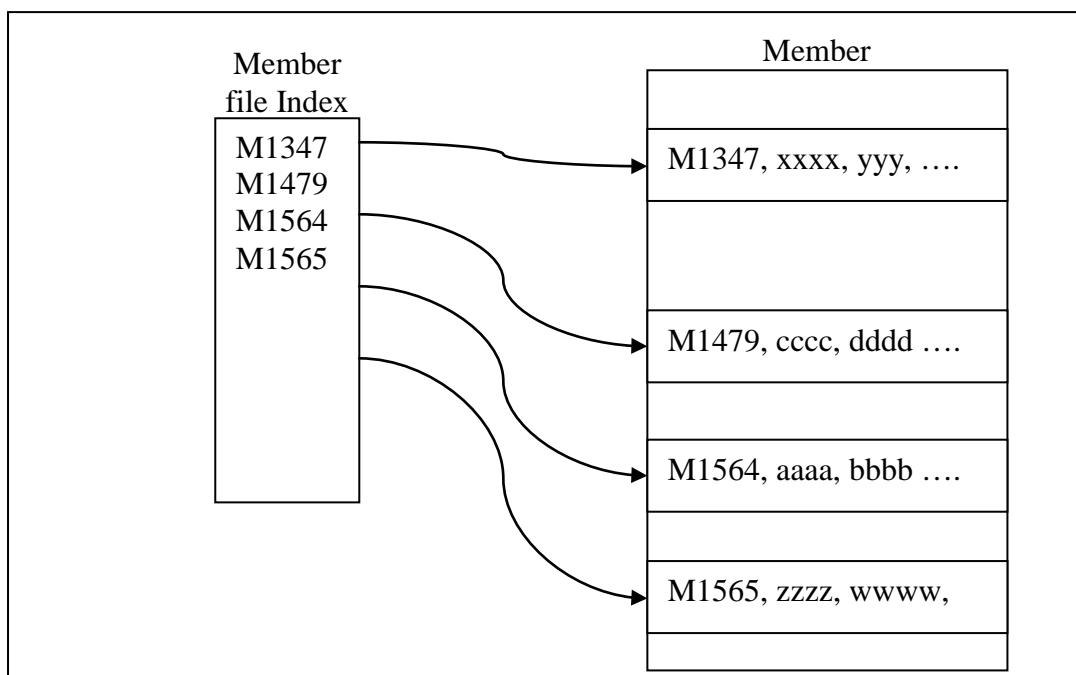 Member
file Index
M1347
M1479
M1564
M1565
Member
M1347, xxxx, yyy, ….
M1479, cccc, dddd ….
M1564, aaaa, bbbb ….
M1565, zzzz, wwww,